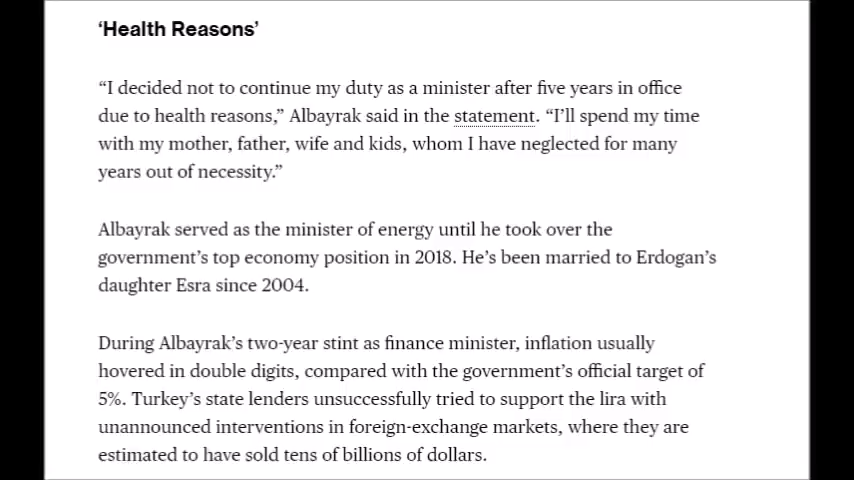 ‘Health Reasons’
“I decided not to continue my duty as a minister after five years in office
due to health reasons,” Albayrak said in the statement. “I’ll spend my time
with my mother, father, wife and kids, whom I have neglected for many
years out of necessity.”
Albayrak served as the minister of energy until he took over the
government’s top economy position in 2018. He’s been married to Erdogan’s
daughter Esra since 2004.
During Albayrak’s two-year stint as finance minister, inflation usually
hovered in double digits, compared with the government’s official target of
5%. Turkey’s state lenders unsuccessfully tried to support the lira with
unannounced interventions in foreign-exchange markets, where they are
estimated to have sold tens of billions of dollars.